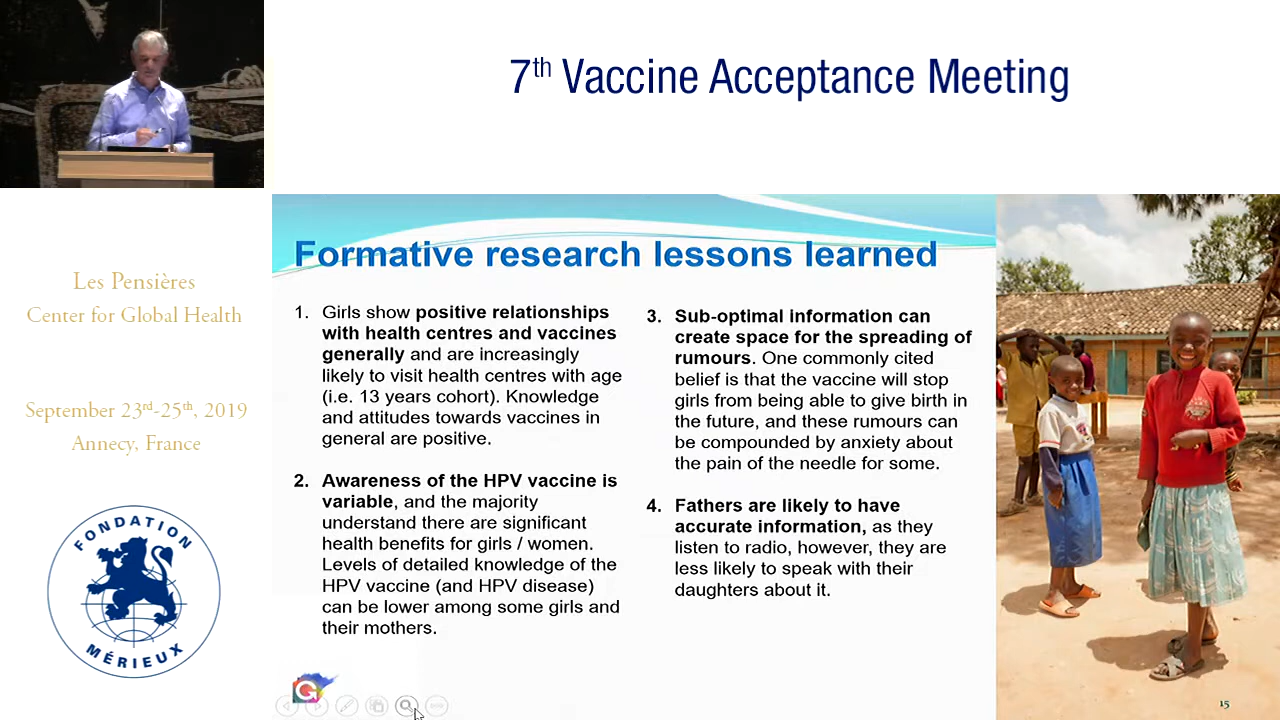 7th Vaccine Acceptance Meeting
Les Pensières
Center for Global Health
September 23rd-25th, 2019
Annecy, France
FONDATION
MÉRIEUX
Formative research lessons learned
1. Girls show positive relationships
with health centres and vaccines
generally and are increasingly
likely to visit health centres with age
(i.e. 13 years cohort). Knowledge
and attitudes towards vaccines in
general are positive.
2. Awareness of the HPV vaccine is
variable, and the majority
understand there are significant
health benefits for girls / women.
Levels of detailed knowledge of the
HPV vaccine (and HPV disease)
can be lower among some girls and
their mothers.
3. Sub-optimal information can
create space for the spreading of
rumours. One commonly cited
belief is that the vaccine will stop
girls from being able to give birth in
the future, and these rumours can
be compounded by anxiety about
the pain of the needle for some.
4. Fathers are likely to have
accurate information, as they
listen to radio, however, they are
less likely to speak with their
daughters about it.
G
15